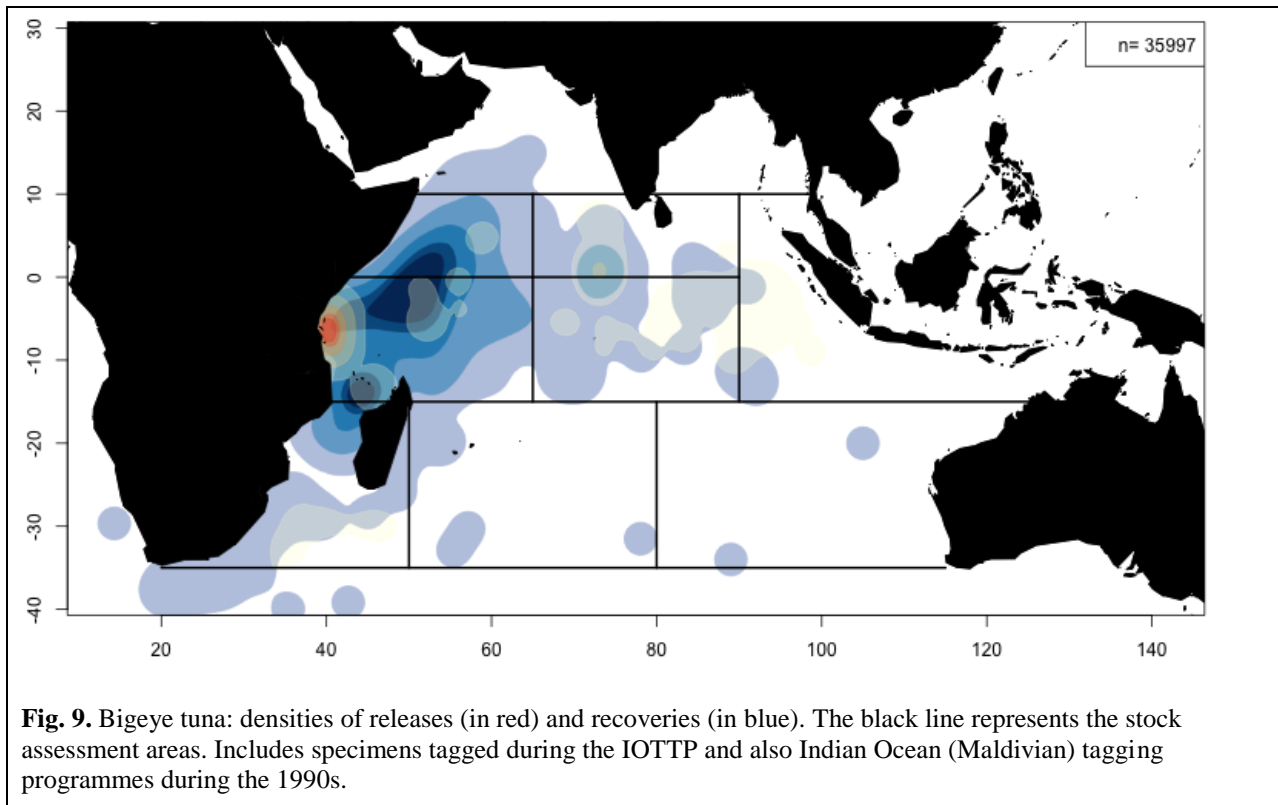 30
20
10
0
-10
-20
-30
-40
n= 35997
20 40 60 80 100 120 140
Fig. 9. Bigeye tuna: densities of releases (in red) and recoveries (in blue). The black line represents the stock
assessment areas. Includes specimens tagged during the IOTTP and also Indian Ocean (Maldivian) tagging
programmes during the 1990s.